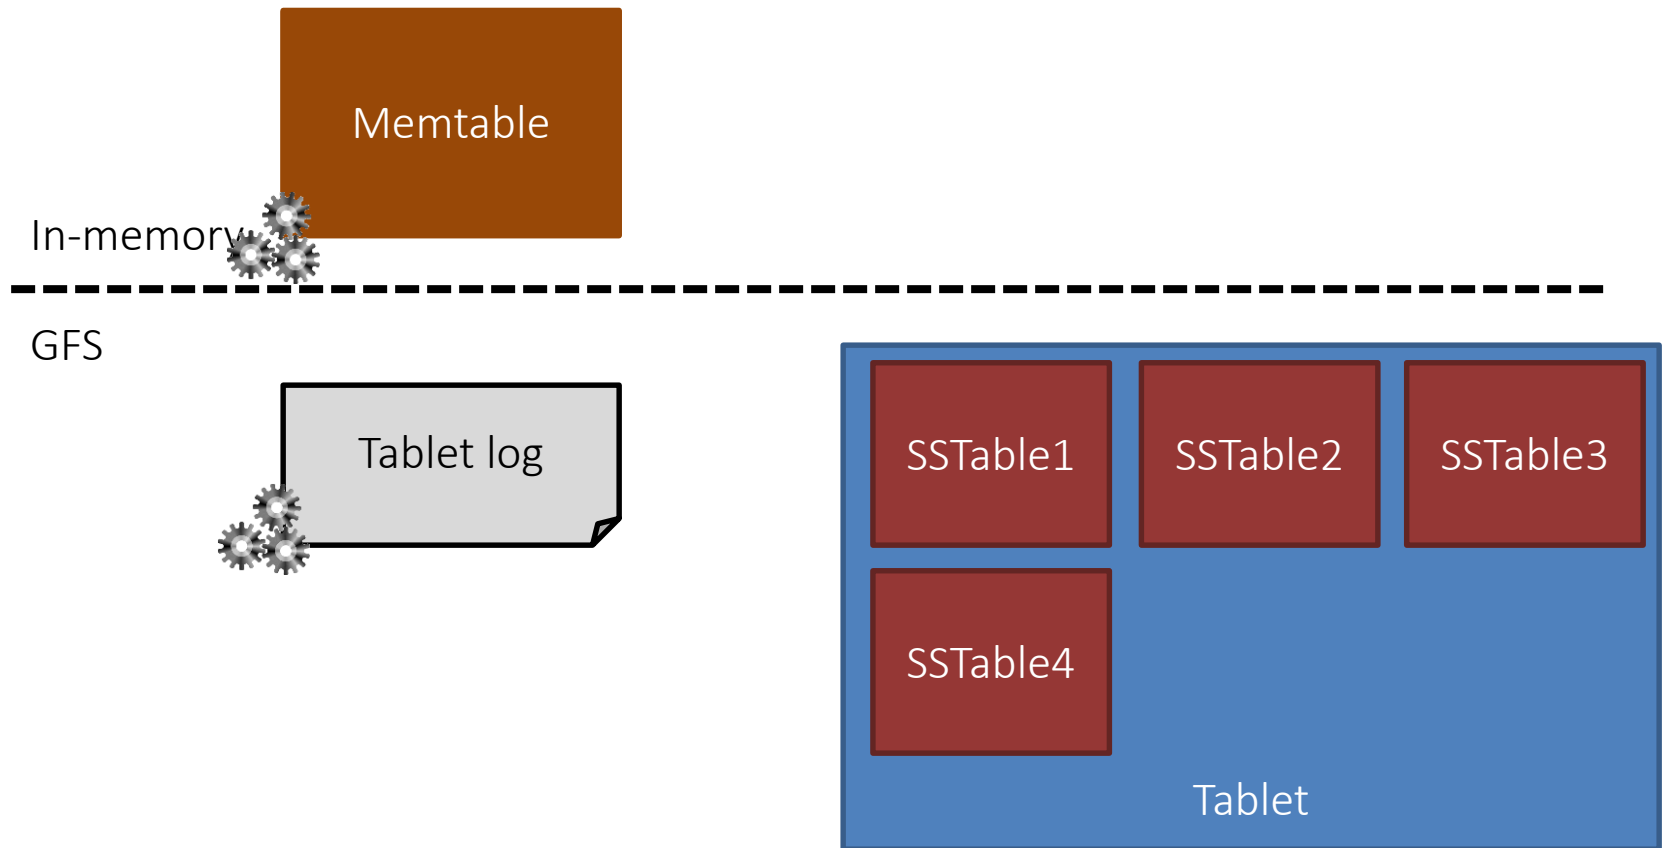 Memtable
In-memory
GFS
Tablet log
SSTable1
SSTable2
SSTable3
SSTable4
Tablet